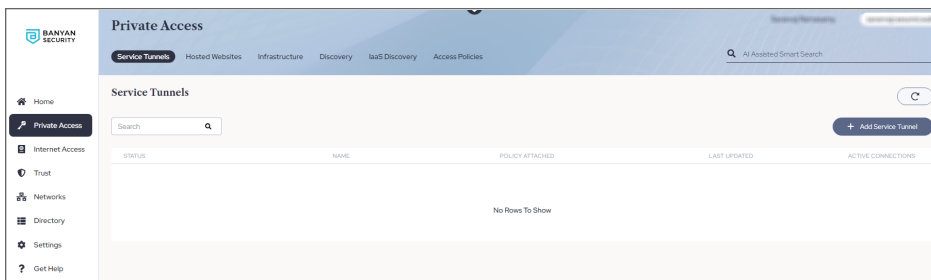 BANYAN
SECURITY
Private Access
Service Tunnels Hosted Websites Infrastructure Discovery IaaS Discovery Access Policies
AI Assisted Smart Search
Home
Private Access
Internet Access
Trust
Networks
Directory
Settings
Get Help
Service Tunnels
Search
+ Add Service Tunnel
STATUS NAME POLICY ATTACHED LAST UPDATED ACTIVE CONNECTIONS
No Rows To Show